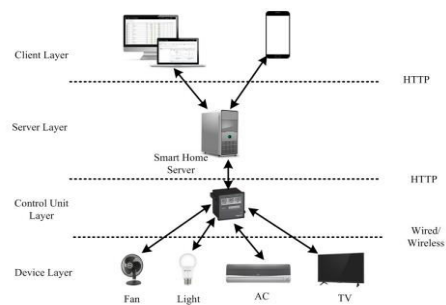 Client Layer
HTTP
Server Layer
Smart Home
Server
HTTP
Control Unit
Layer
Wired/
Wireless
Device Layer
Fan
Light
AC
TV